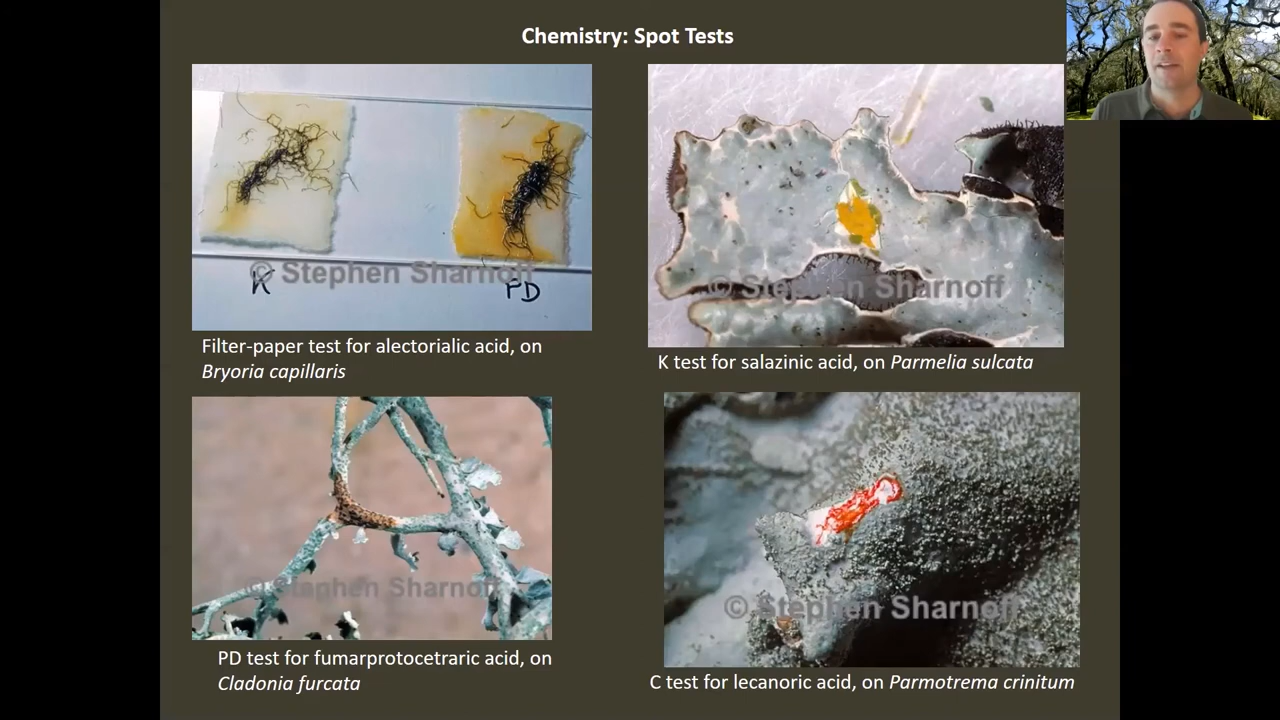 Chemistry: Spot Tests
© Stephen Sharnoff
K
PD
Filter-paper test for alectorialic acid, on
Bryoria capillaris
© Stephen Sharnoff
K test for salazinic acid, on Parmelia sulcata
© Stephen Sharnoff
PD test for fumarprotocetraric acid, on
Cladonia furcata
© Stephen Sharnoff
C test for lecanoric acid, on Parmotrema crinitum